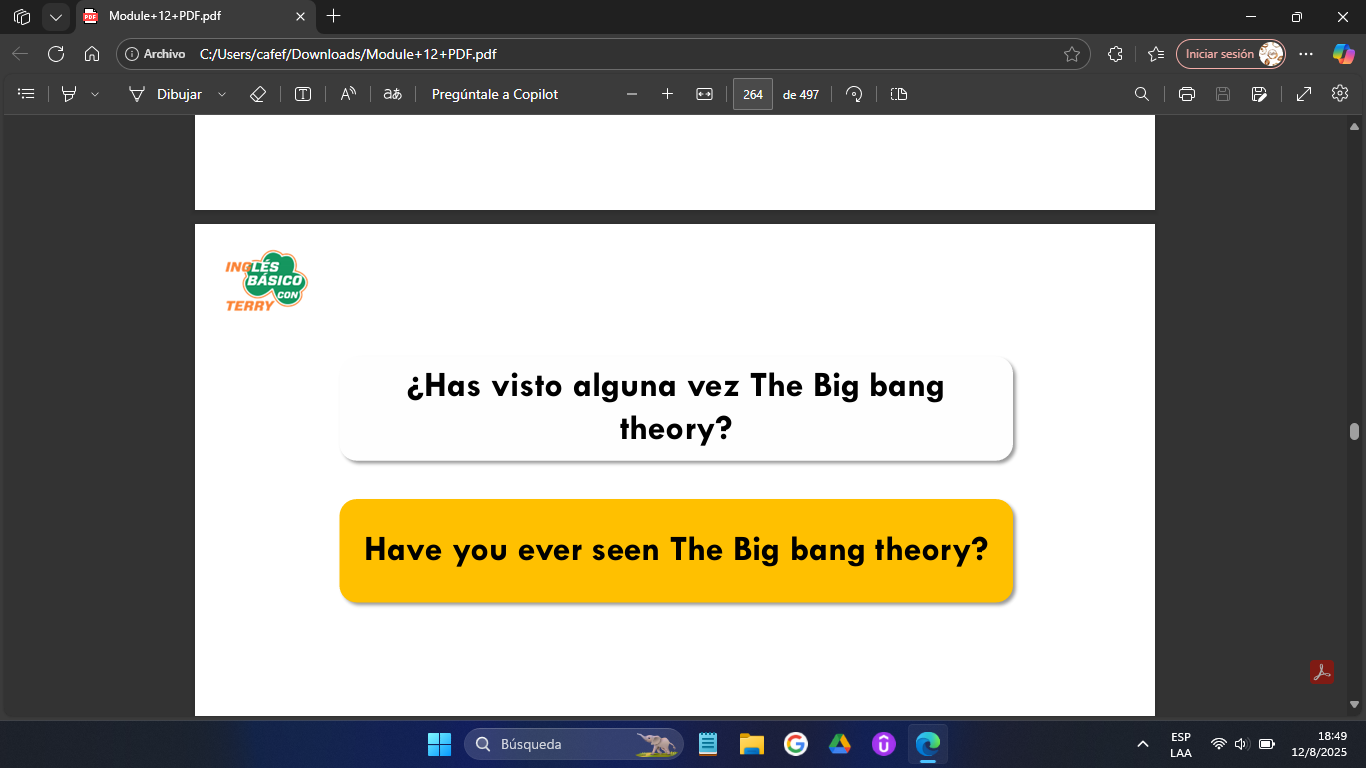 Module+12+PDF.pdf
Archivo C:/Users/cafef/Downloads/Module+12+PDF.pdf Iniciar sesión
Dibujar Pregúntale a Copilot 264 de 497
INGLÉS
BÁSICO
CON
TERRY
¿Has visto alguna vez The Big bang
theory?
Have you ever seen The Big bang theory?
Búsqueda
ESP
LAA
18:49
12/8/2025